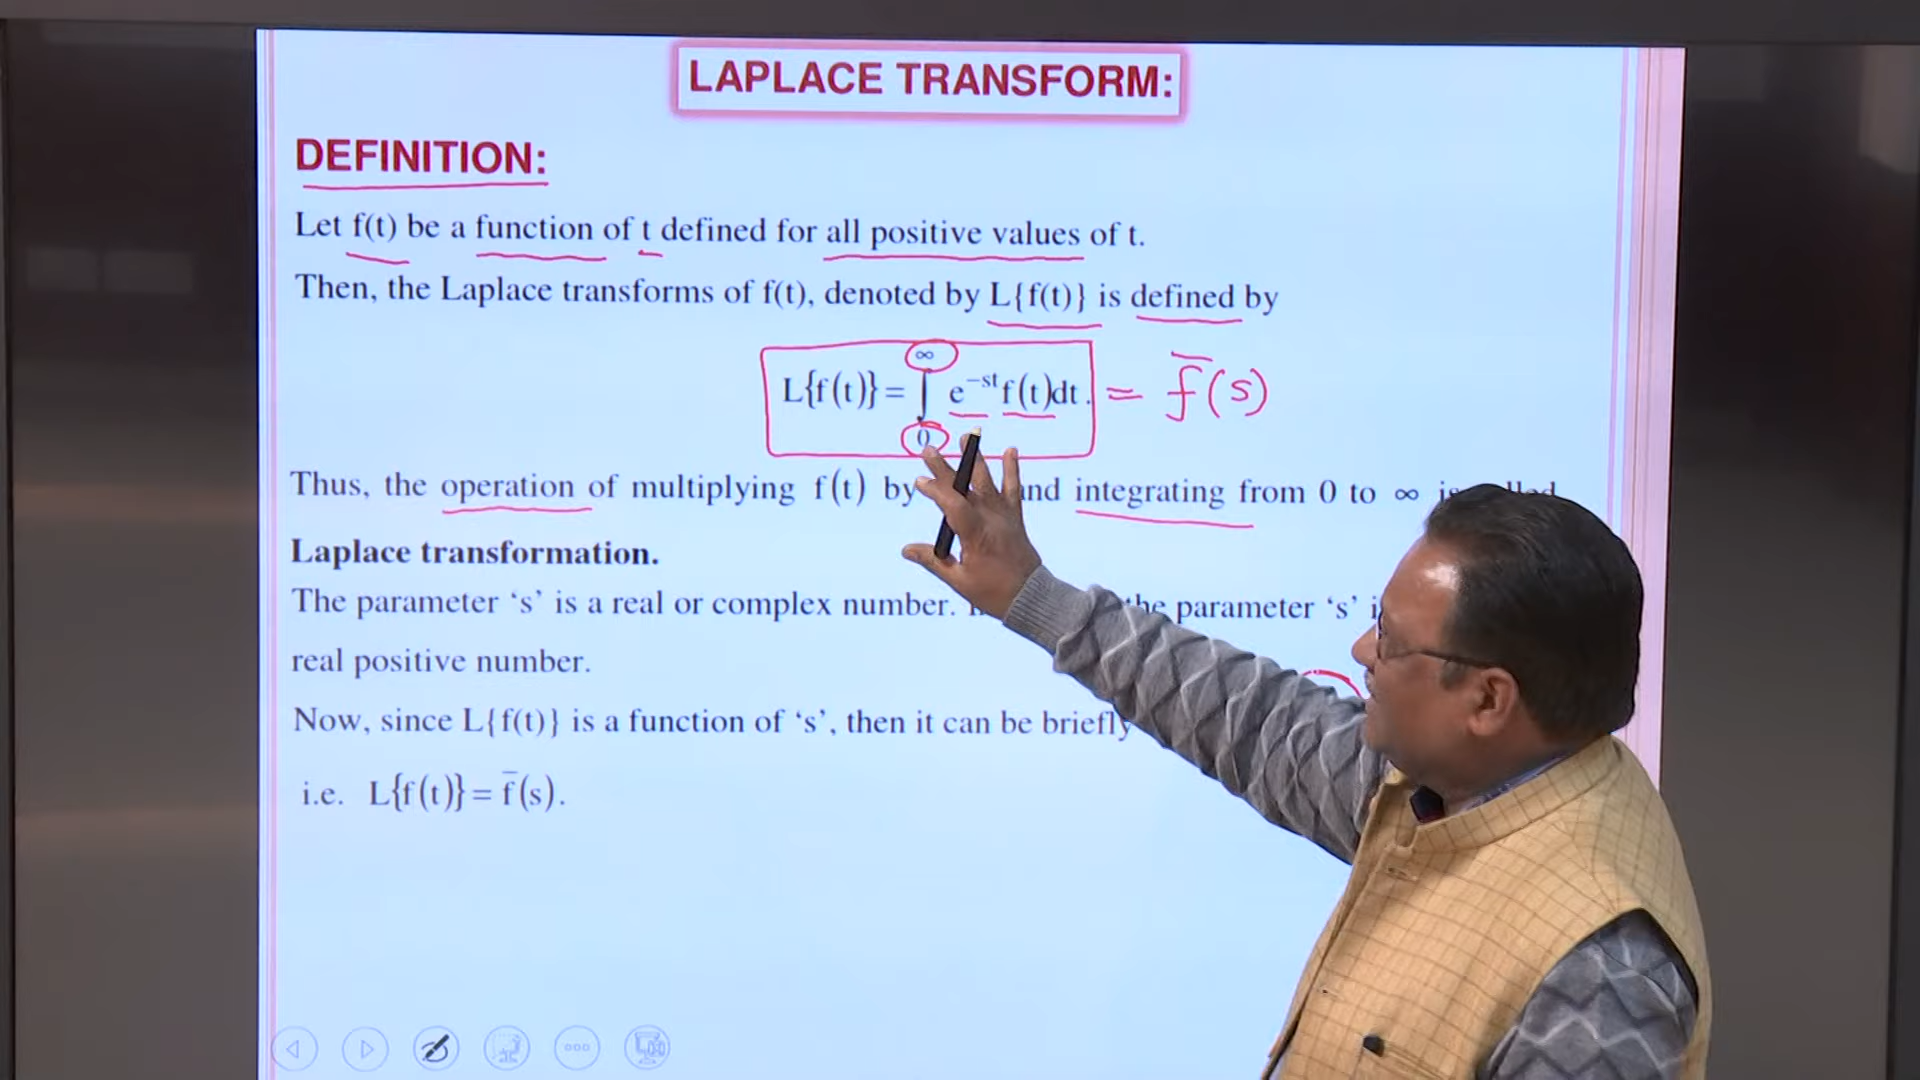 LAPLACE TRANSFORM:
DEFINITION:
Let f(t) be a function of t defined for all positive values of t.
Then, the Laplace transforms of f(t), denoted by L{f(t)} is defined by
L{f(t)} = ∫₀^∞ e^{-st} f(t)dt. = f̄(s)
Thus, the operation of multiplying f(t) by and integrating from 0 to ∞ is called
Laplace transformation.
The parameter ‘s’ is a real or complex number. the parameter ‘s’
real positive number.
Now, since L{f(t)} is a function of ‘s’, then it can be briefly
i.e. L{f(t)} = f̄(s).